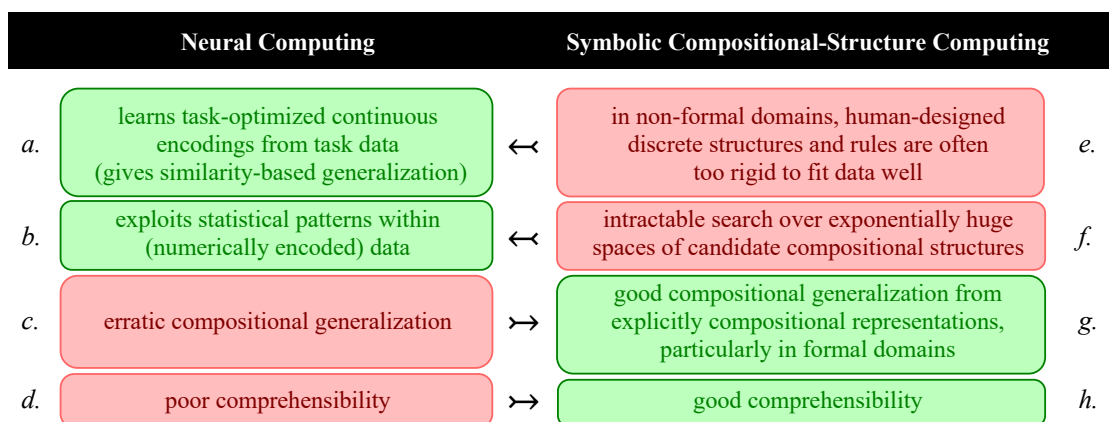 Neural Computing
Symbolic Compositional-Structure Computing
a.
learns task-optimized continuous
encodings from task data
(gives similarity-based generalization)
in non-formal domains, human-designed
discrete structures and rules are often
too rigid to fit data well
e.
b.
exploits statistical patterns within
(numerically encoded) data
intractable search over exponentially huge
spaces of candidate compositional structures
f.
c.
erratic compositional generalization
good compositional generalization from
explicitly compositional representations,
particularly in formal domains
g.
d.
poor comprehensibility
good comprehensibility
h.